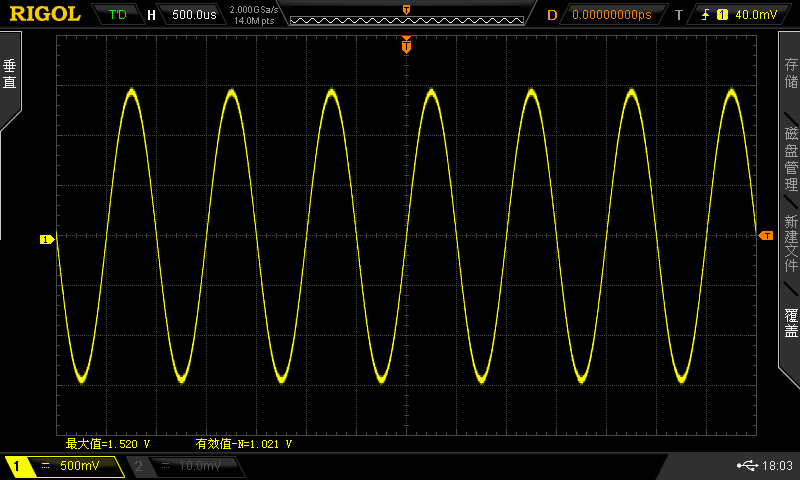 RIGOL T'D H 500.0us 2.000GSa/s 14.0M pts T D 0.00000000ps T 1 40.0mV
T
垂直
存储
磁盘管理
新建文件
覆盖
1
T
最大值=1.520 V 有效值-N=1.021 V
1 500mV 2 10.0mV 18:03